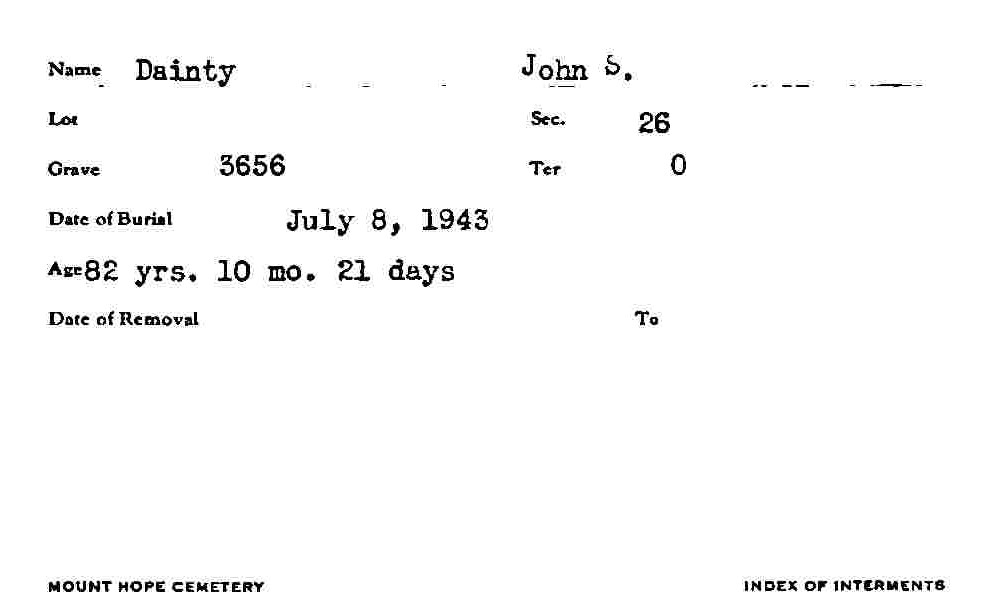 Name Dainty John S.
Lot Sec. 26
Grave 3656 Ter 0
Date of Burial July 8, 1943
Age 82 yrs. 10 mo. 21 days
Date of Removal To
MOUNT HOPE CEMETERY INDEX OF INTERMENTS